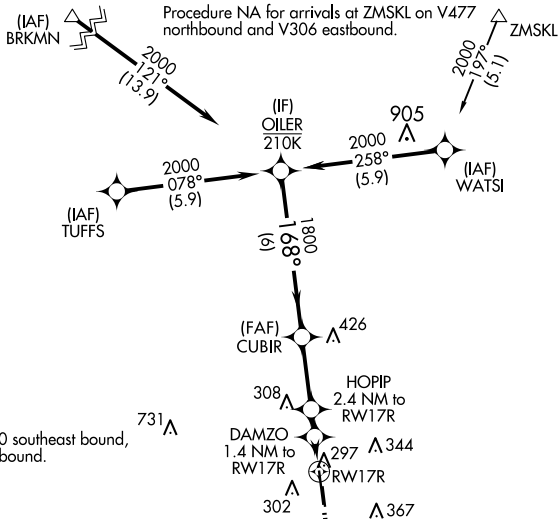 Procedure NA for arrivals at ZMSKL on V477
northbound and V306 eastbound.
(IAF)
BRKMN
2000
121°
(13.9)
ZMSKL
2000
197°
(5.1)
(IF)
OILER
210K
905
2000
258°
(5.9)
(IAF)
WATSI
2000
078°
(5.9)
(IAF)
TUFFS
1800
168°
(6)
(FAF)
CUBIR
426
HOPIP
2.4 NM to
RW17R
308
731
0 southeast bound,
bound.
DAMZO
1.4 NM to
RW17R
344
297
RW17R
302
367